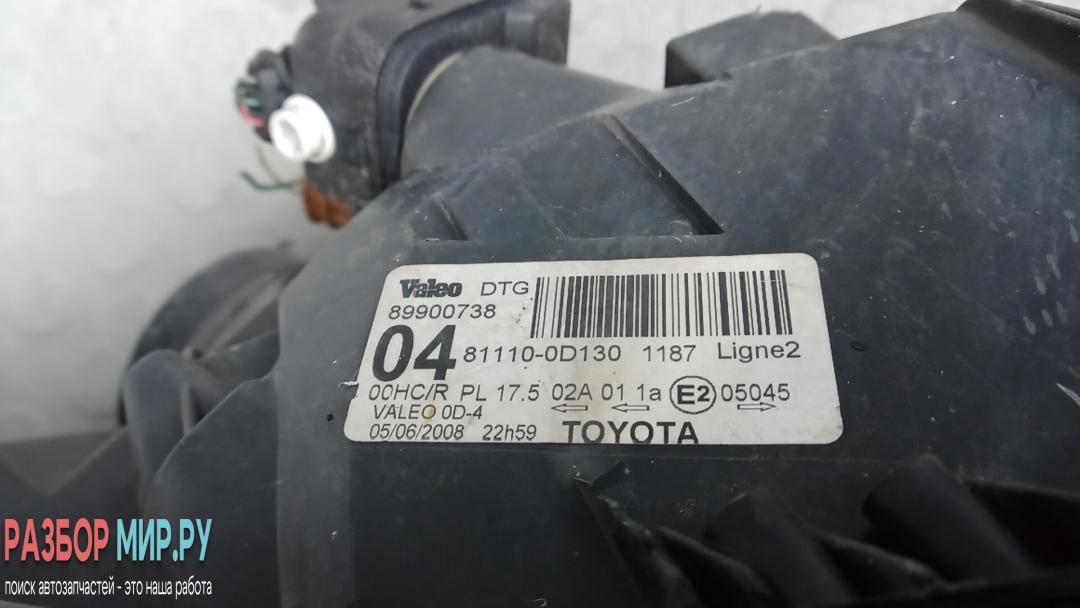 Valeo DTG
89900738
04 81110-0D130 1187 Ligne2
00HC/R PL 17.5 02A 01 1a E2 05045
VALEO 0D-4
05/06/2008 22h59 TOYOTA
РАЗБОР МИР.РУ
поиск автозапчастей - это наша работа